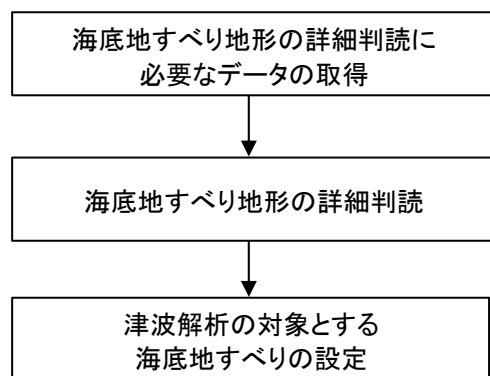 海底地すべり地形の詳細判読に
必要なデータの取得
海底地すべり地形の詳細判読
津波解析の対象とする
海底地すべりの設定